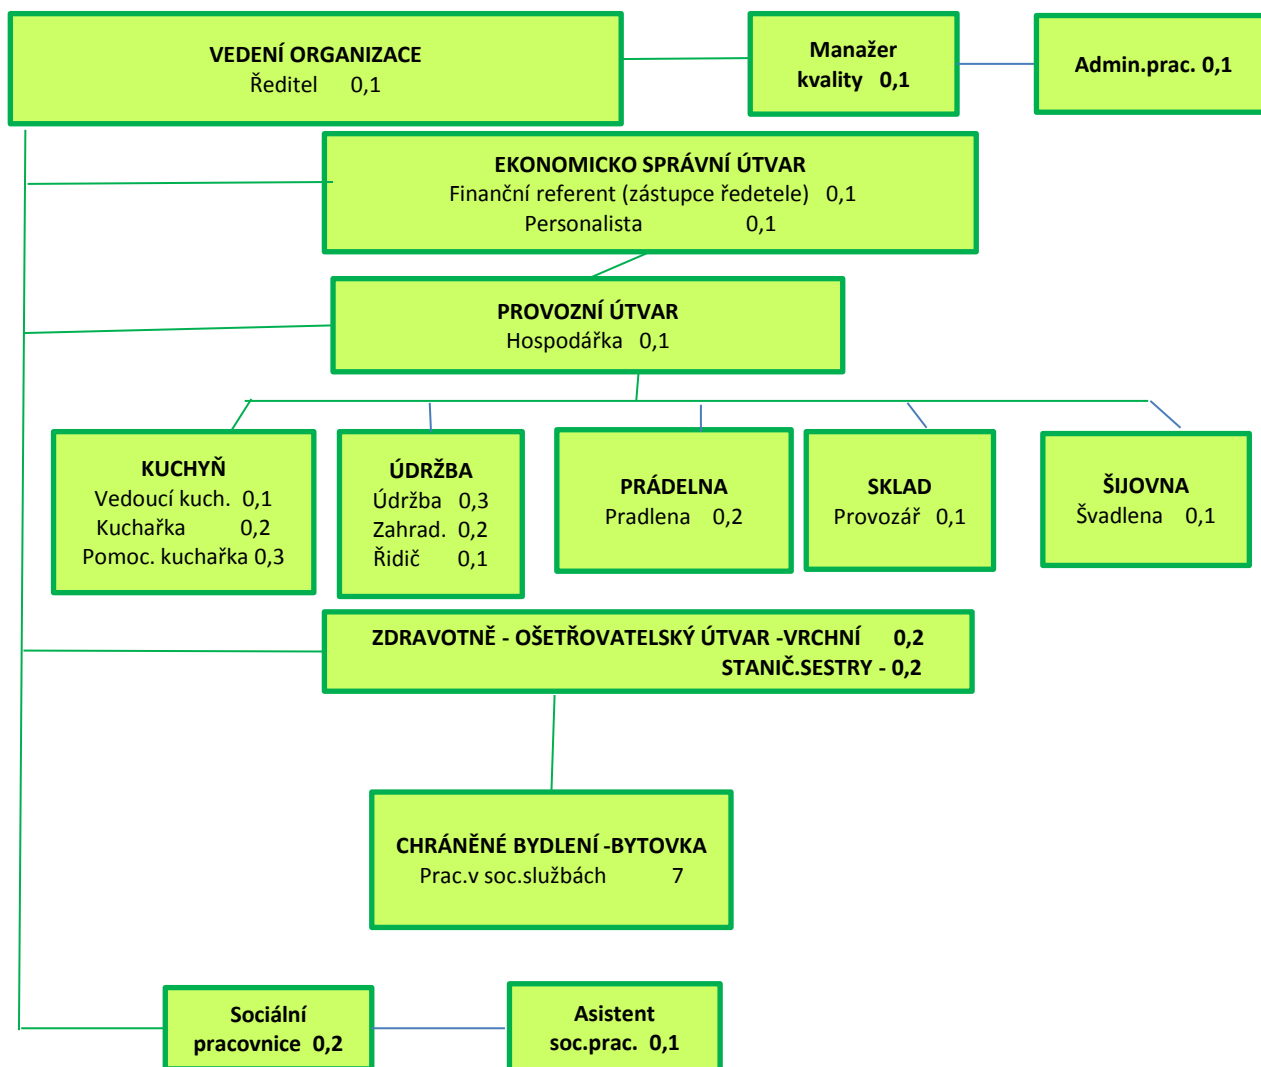 VEDENÍ ORGANIZACE
Ředitel 0,1
Manažer
kvality 0,1
Admin.prac. 0,1
EKONOMICKO SPRÁVNÍ ÚTVAR
Finanční referent (zástupce ředetele) 0,1
Personalista 0,1
PROVOZNÍ ÚTVAR
Hospodářka 0,1
KUCHYŇ
Vedoucí kuch. 0,1
Kuchařka 0,2
Pomoc. kuchařka 0,3
ÚDRŽBA
Údržba 0,3
Zahrad. 0,2
Řidič 0,1
PRÁDELNA
Pradlena 0,2
SKLAD
Provozář 0,1
ŠIJOVNA
Švadlena 0,1
ZDRAVOTNĚ - OŠETŘOVATELSKÝ ÚTVAR -VRCHNÍ 0,2
STANIČ.SESTRY - 0,2
CHRÁNĚNÉ BYDLENÍ -BYTOVKA
Prac.v soc.službách 7
Sociální
pracovnice 0,2
Asistent
soc.prac. 0,1